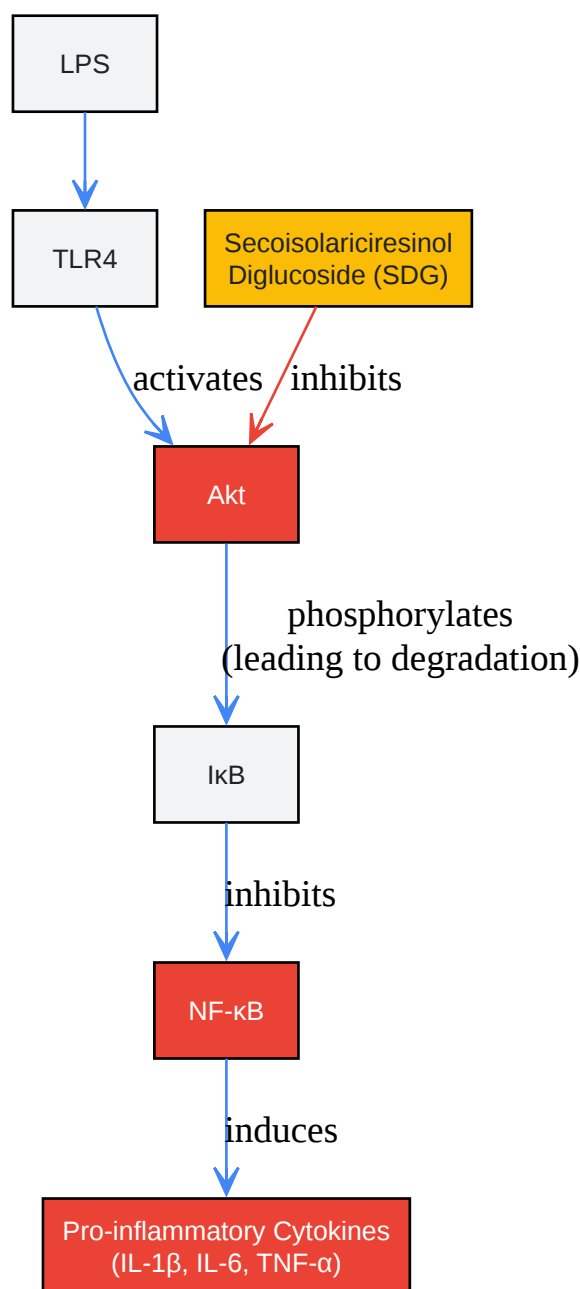 LPS
TLR4
Secoisolariciresinol
Diglucoside (SDG)
activates
inhibits
Akt
phosphorylates
(leading to degradation)
IκB
inhibits
NF-κB
induces
Pro-inflammatory Cytokines
(IL-1β, IL-6, TNF-α)